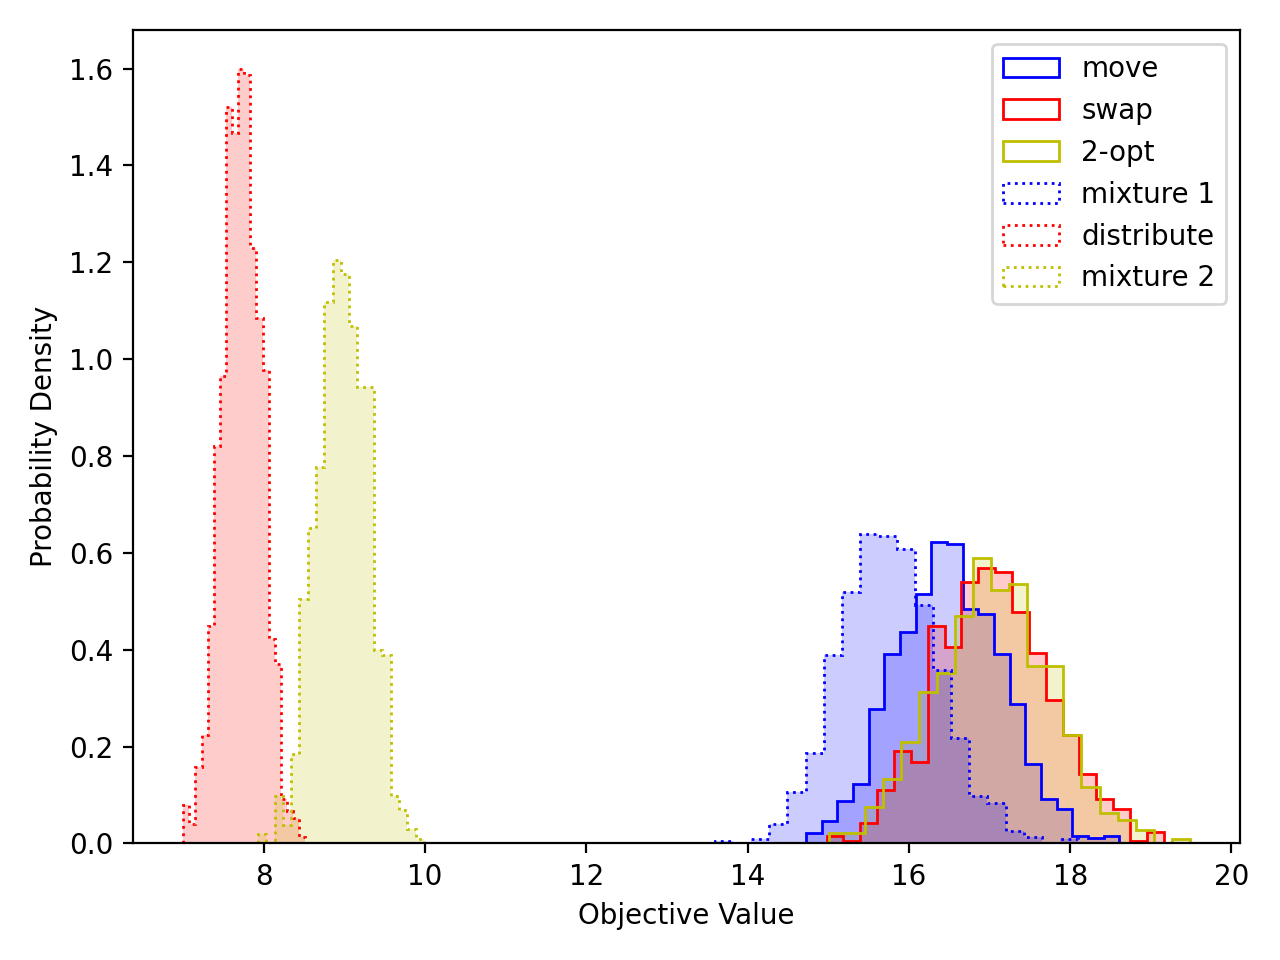 1.6
1.4
1.2
1.0
0.8
0.6
0.4
0.2
0.0
Probability Density
8 10 12 14 16 18 20
Objective Value
move
swap
2-opt
mixture 1
distribute
mixture 2